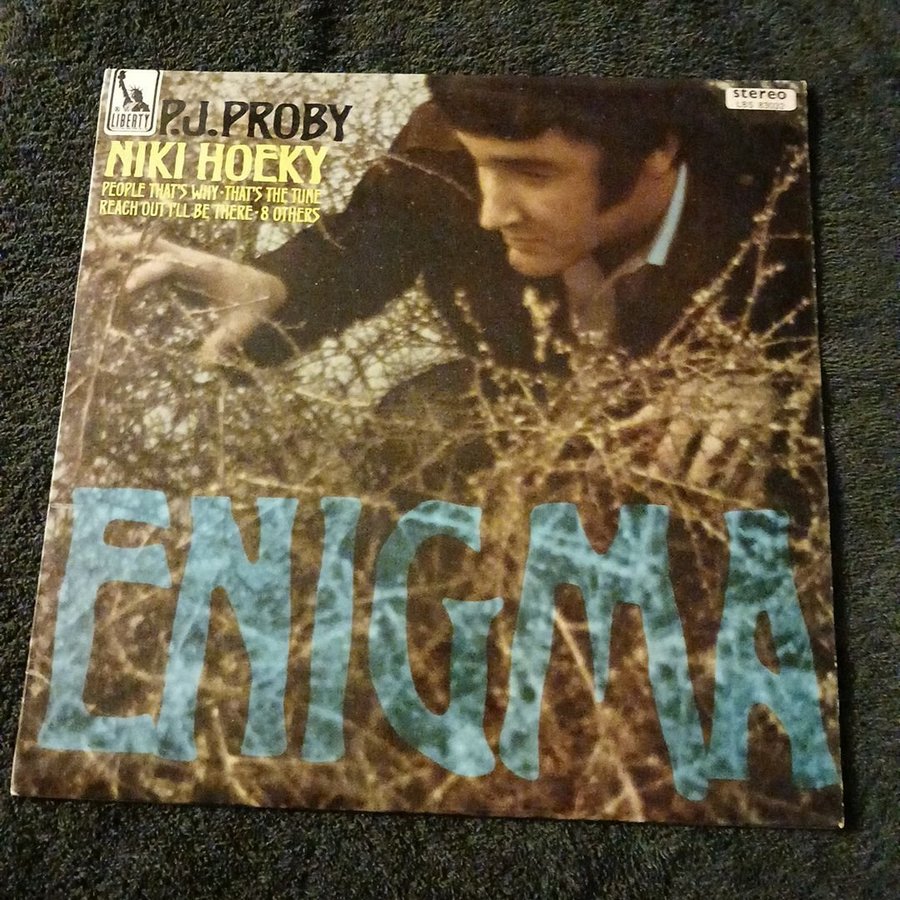 LIBERTY
P.J. PROBY
NIKI HOEKY
PEOPLE THAT'S WHY · THAT'S THE TUNE
REACH OUT I'LL BE THERE · 8 OTHERS
stereo
ENIGMA